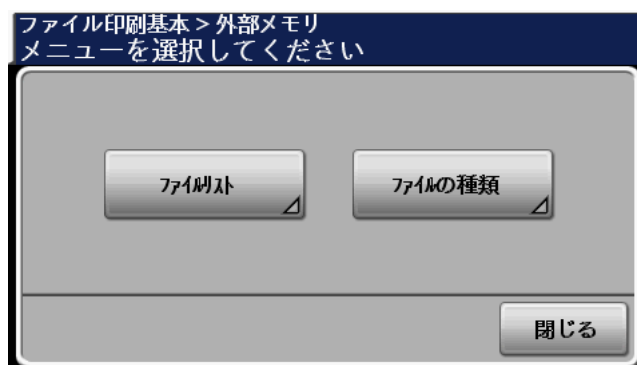 ファイル印刷基本 > 外部メモリ
メニューを選択してください
ﾌｧｲﾙﾘｽﾄ
ﾌｧｲﾙの種類
閉じる